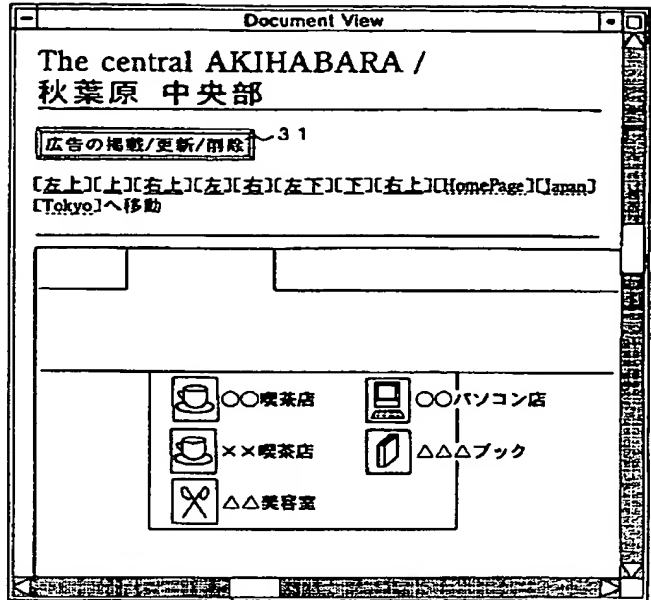 Document View
The central AKIHABARA /
秋葉原 中央部
広告の掲載/更新/削除 31
[左上][上][右上][左][右][左下][下][右上][HomePage][Japan]
[Tokyo]へ移動
○○喫茶店 ○○パソコン店
××喫茶店 △△△ブック
△△美容室